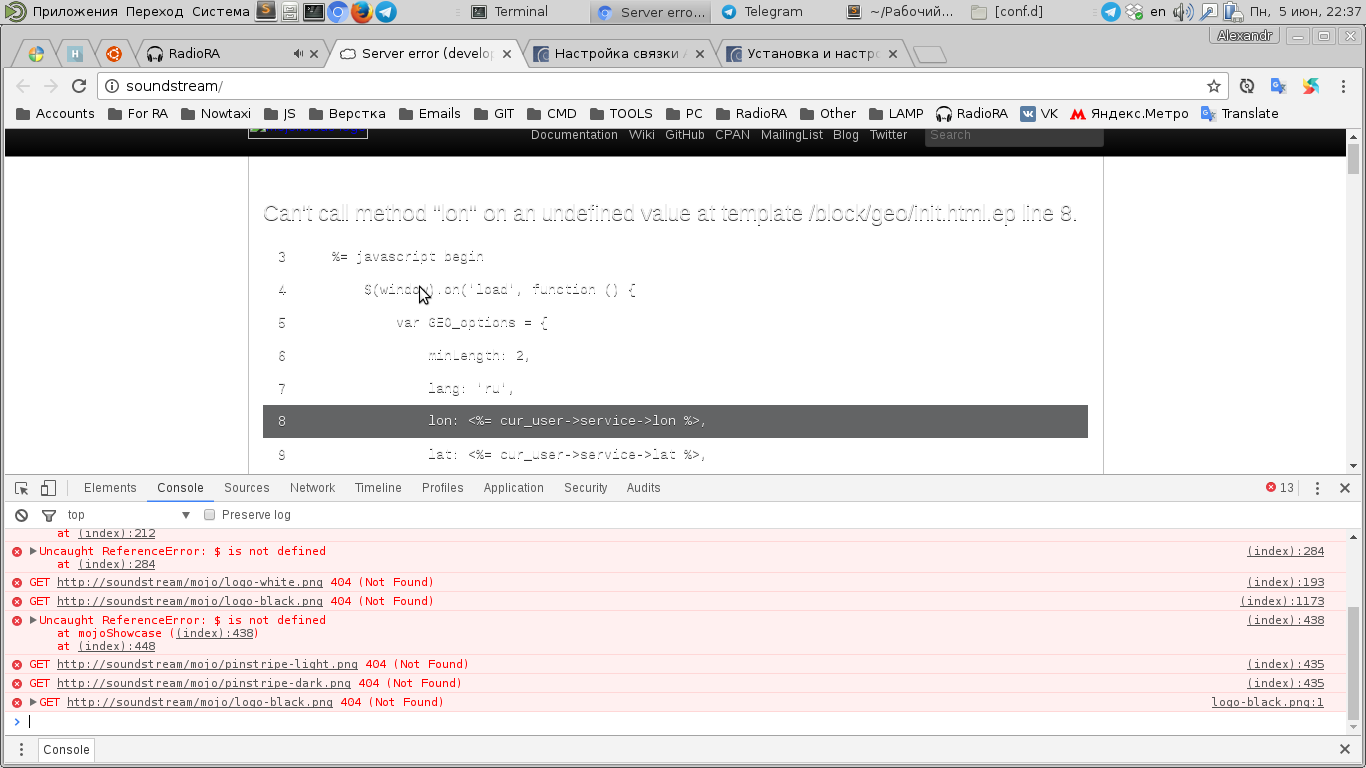 Приложения Переход Система
Terminal
Server erro...
Telegram
~/Рабочий...
[conf.d]
en
Пн, 5 июн, 22:37
Alexandr
H
RadioRA
Server error (develop
Настройка связки
Установка и настро
soundstream/
Accounts For RA Nowtaxi JS Верстка Emails GIT CMD TOOLS PC RadioRA Other LAMP RadioRA VK Яндекс.Метро Translate
Documentation Wiki GitHub CPAN MailingList Blog Twitter Search
Can't call method "lon" on an undefined value at template /block/geo/init.html.ep line 8.
3 %= javascript begin
4 $(window).on('load', function () {
5 var GEO_options = {
6 minLength: 2,
7 lang: 'ru',
8 lon: <%= cur_user->service->lon %>,
9 lat: <%= cur_user->service->lat %>,
Elements Console Sources Network Timeline Profiles Application Security Audits 13
top Preserve log
at (index):212
Uncaught ReferenceError: $ is not defined (index):284
at (index):284
GET http://soundstream/mojo/logo-white.png 404 (Not Found) (index):193
GET http://soundstream/mojo/logo-black.png 404 (Not Found) (index):1173
Uncaught ReferenceError: $ is not defined (index):438
at mojoShowcase ((index):438)
at (index):448
GET http://soundstream/mojo/pinstripe-light.png 404 (Not Found) (index):435
GET http://soundstream/mojo/pinstripe-dark.png 404 (Not Found) (index):435
GET http://soundstream/mojo/logo-black.png 404 (Not Found) logo-black.png:1
Console